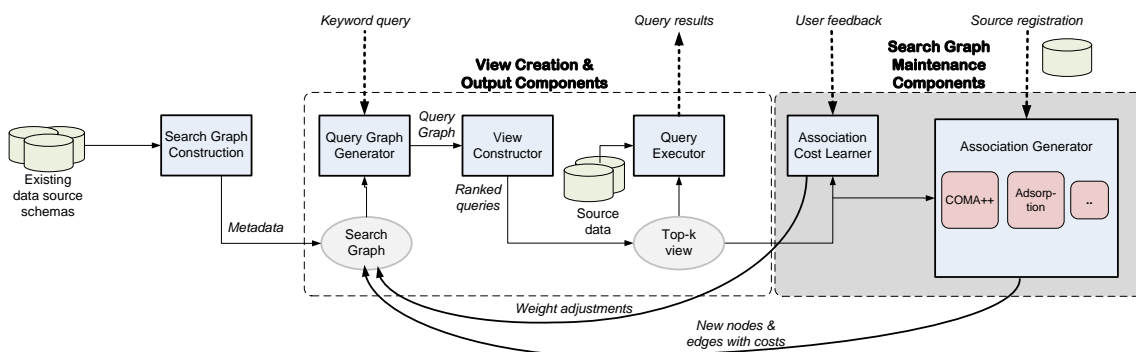 Keyword query
Query results
User feedback
Source registration
View Creation &
Output Components
Search Graph
Maintenance
Components
Existing
data source
schemas
Search Graph
Construction
Metadata
Query Graph
Generator
Query
Graph
View
Constructor
Ranked
queries
Source
data
Query
Executor
Search
Graph
Top-k
view
Association
Cost Learner
Association Generator
COMA++
Adsorp-
tion
..
Weight adjustments
New nodes &
edges with costs